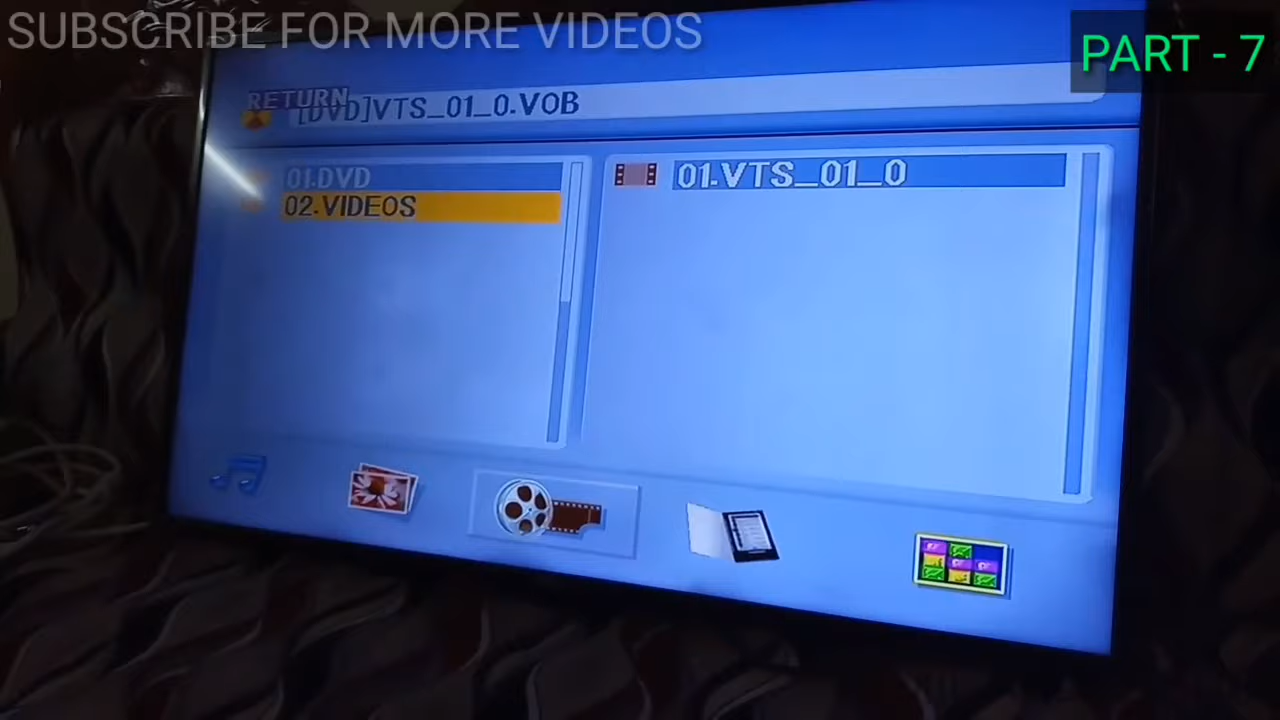 SUBSCRIBE FOR MORE VIDEOS
PART - 7
RETURN
[DVD]VTS_01_0.VOB
01.DVD
02.VIDEOS
01.VTS_01_0